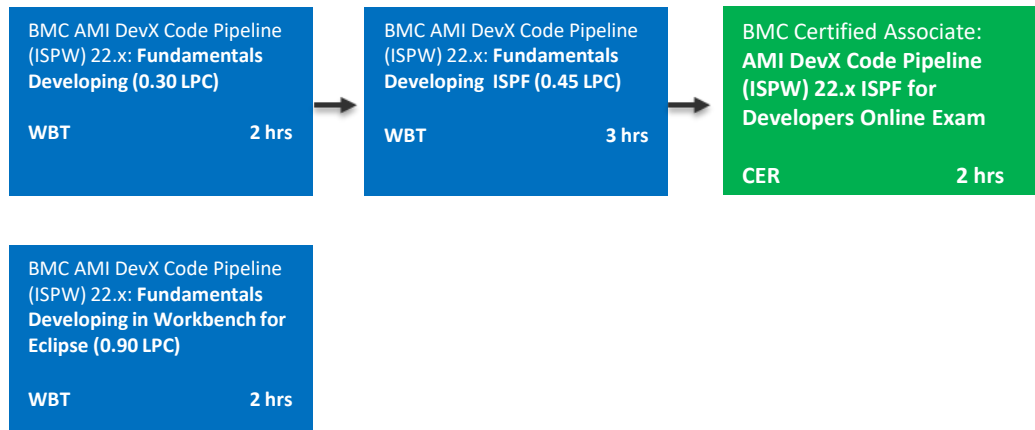 BMC AMI DevX Code Pipeline
(ISPW) 22.x: Fundamentals
Developing (0.30 LPC)
WBT 2 hrs
BMC AMI DevX Code Pipeline
(ISPW) 22.x: Fundamentals
Developing ISPF (0.45 LPC)
WBT 3 hrs
BMC Certified Associate:
AMI DevX Code Pipeline
(ISPW) 22.x ISPF for
Developers Online Exam
CER 2 hrs
BMC AMI DevX Code Pipeline
(ISPW) 22.x: Fundamentals
Developing in Workbench for
Eclipse (0.90 LPC)
WBT 2 hrs